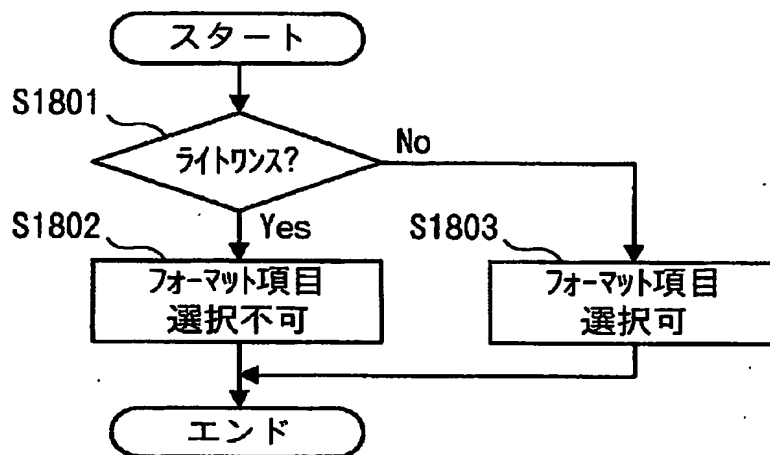 スタート
S1801
ライトワンス?
No
Yes
S1802
フォーマット項目
選択不可
S1803
フォーマット項目
選択可
エンド